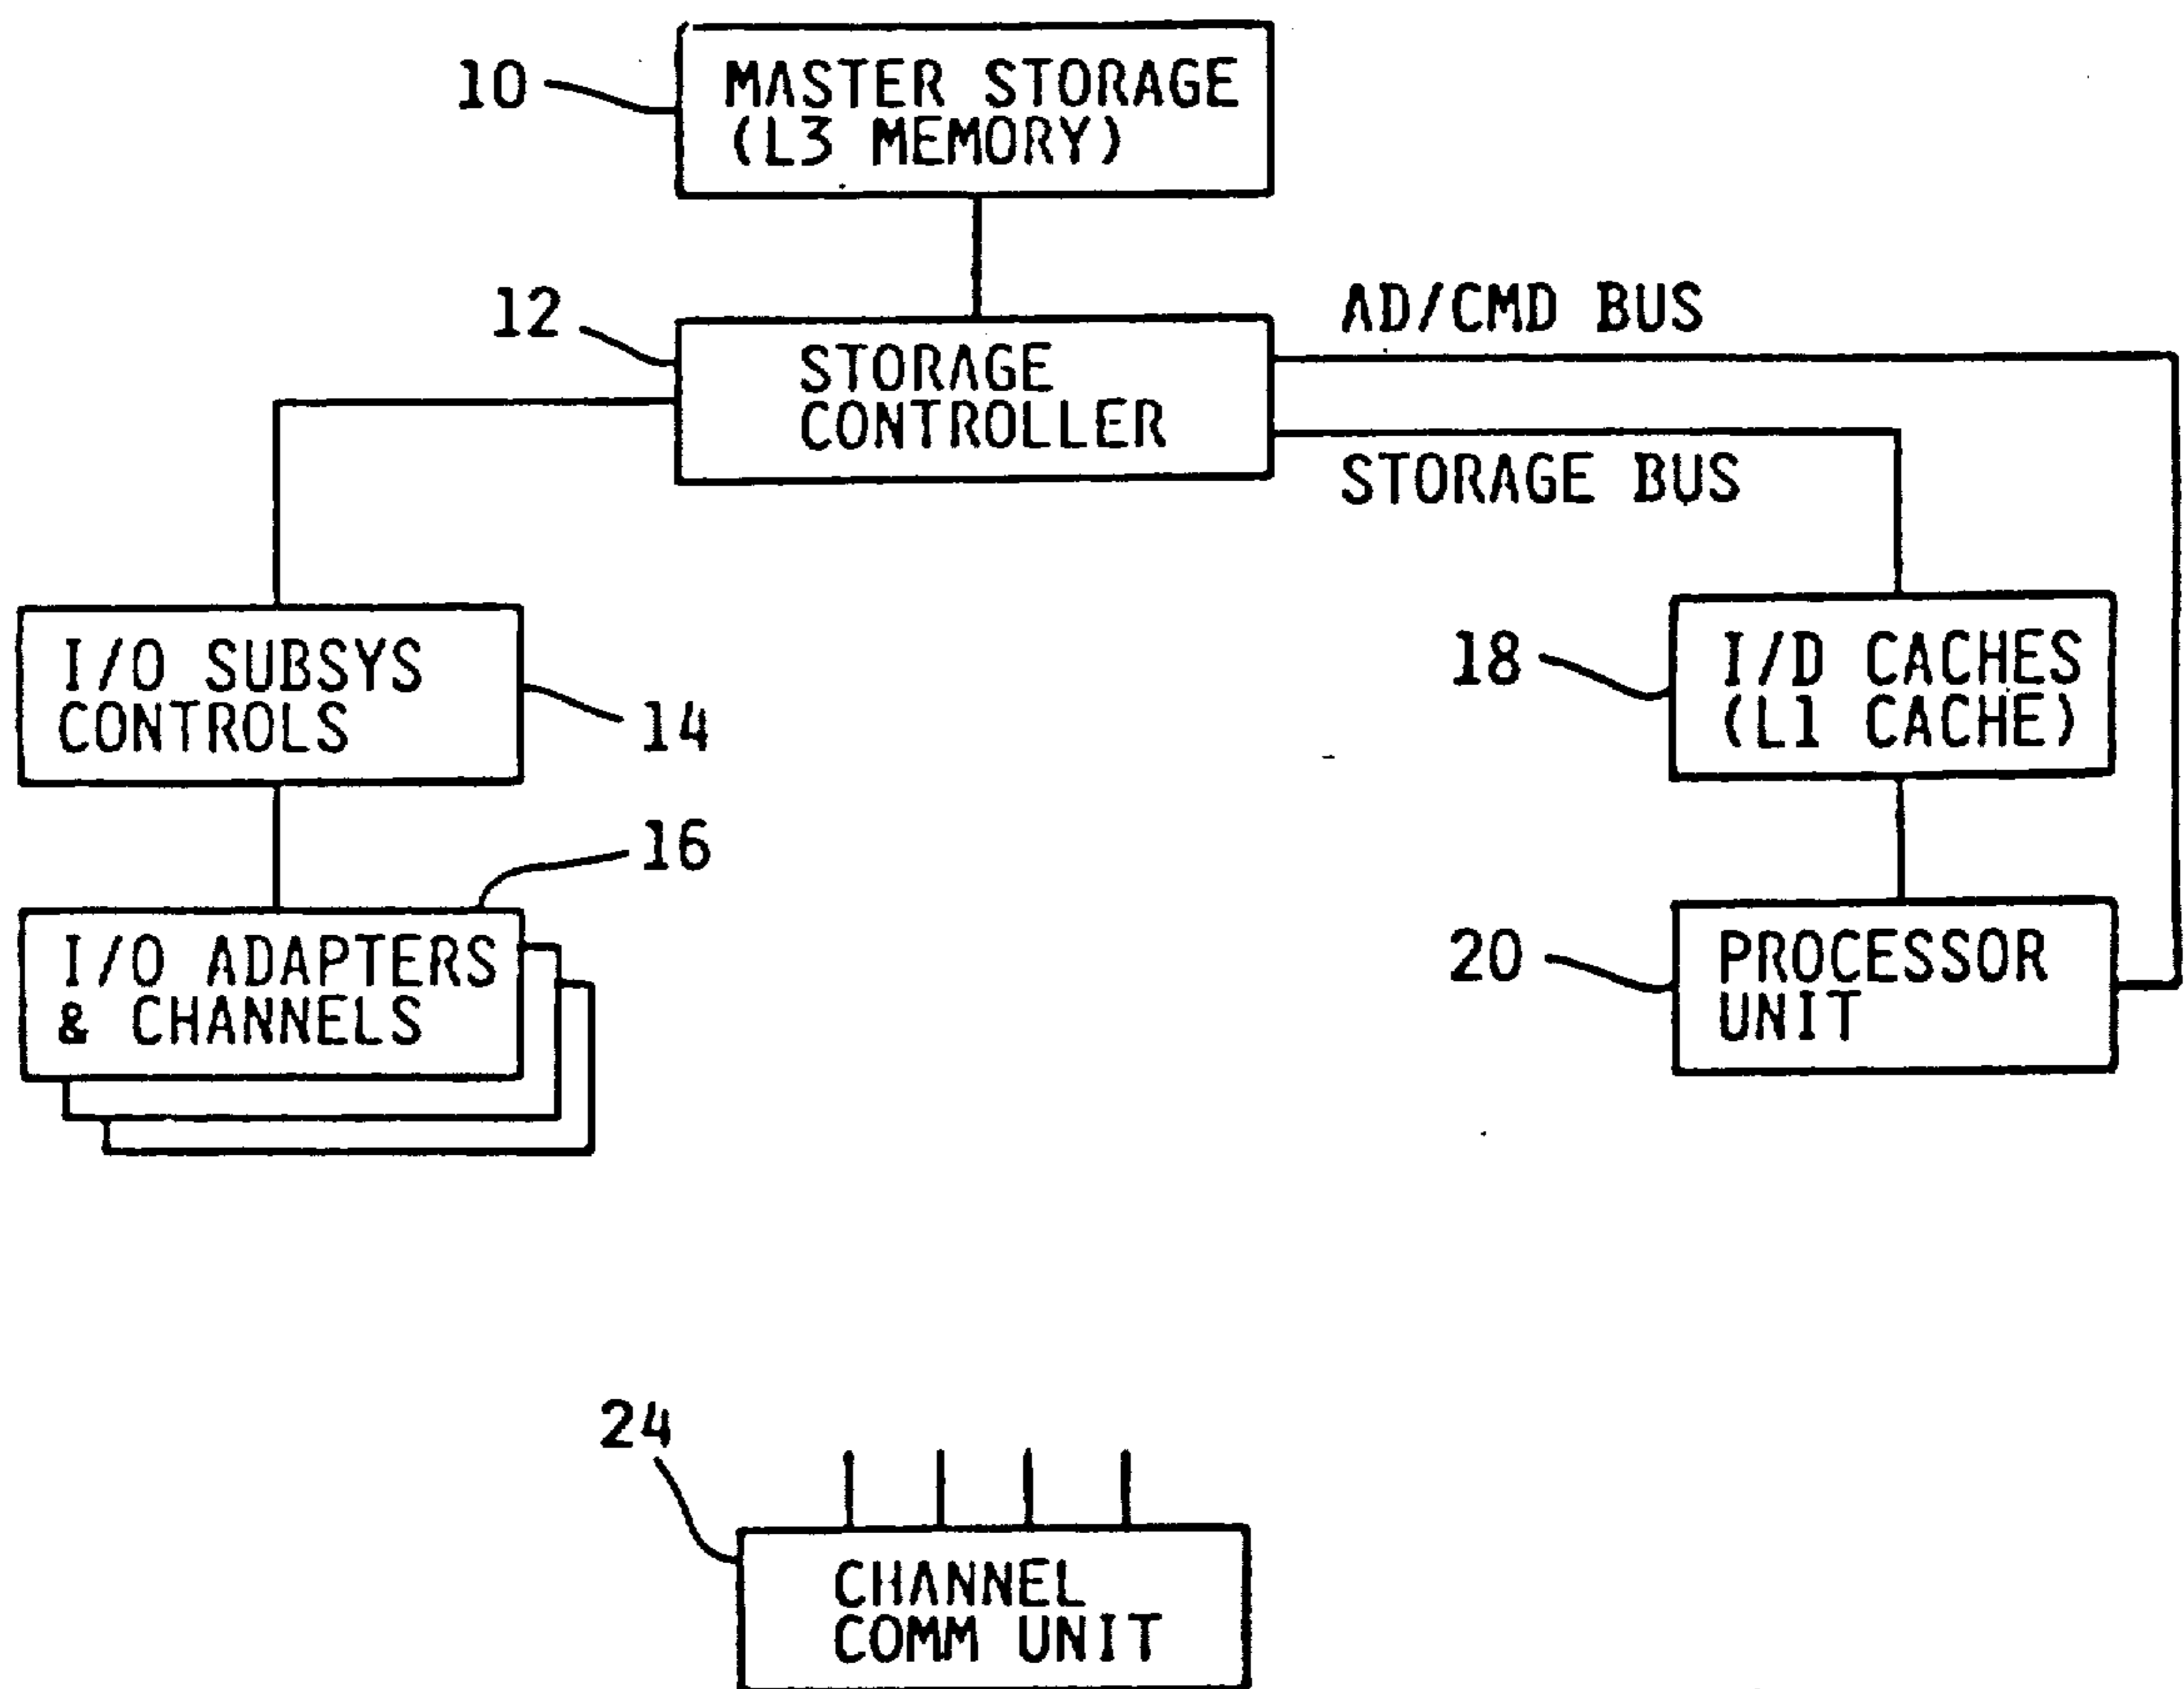 10
MASTER STORAGE
(L3 MEMORY)
12
STORAGE
CONTROLLER
AD/CMD BUS
STORAGE BUS
I/O SUBSYS
CONTROLS
14
18
I/D CACHES
(L1 CACHE)
16
I/O ADAPTERS
& CHANNELS
20
PROCESSOR
UNIT
24
CHANNEL
COMM UNIT